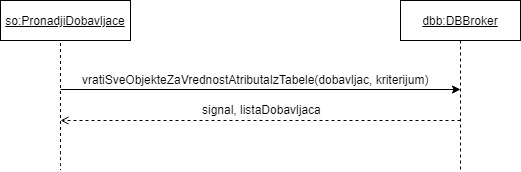 so:PronadjiDobavljace
dbb:DBBroker
vratiSveObjekteZaVrednostAtributaIzTabele(dobavljac, kriterijum)
signal, listaDobavljaca